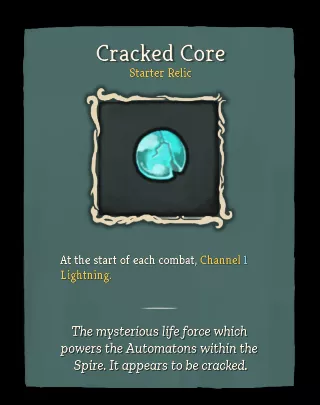 Cracked Core
Starter Relic
At the start of each combat, Channel 1
Lightning.
The mysterious life force which
powers the Automatons within the
Spire. It appears to be cracked.